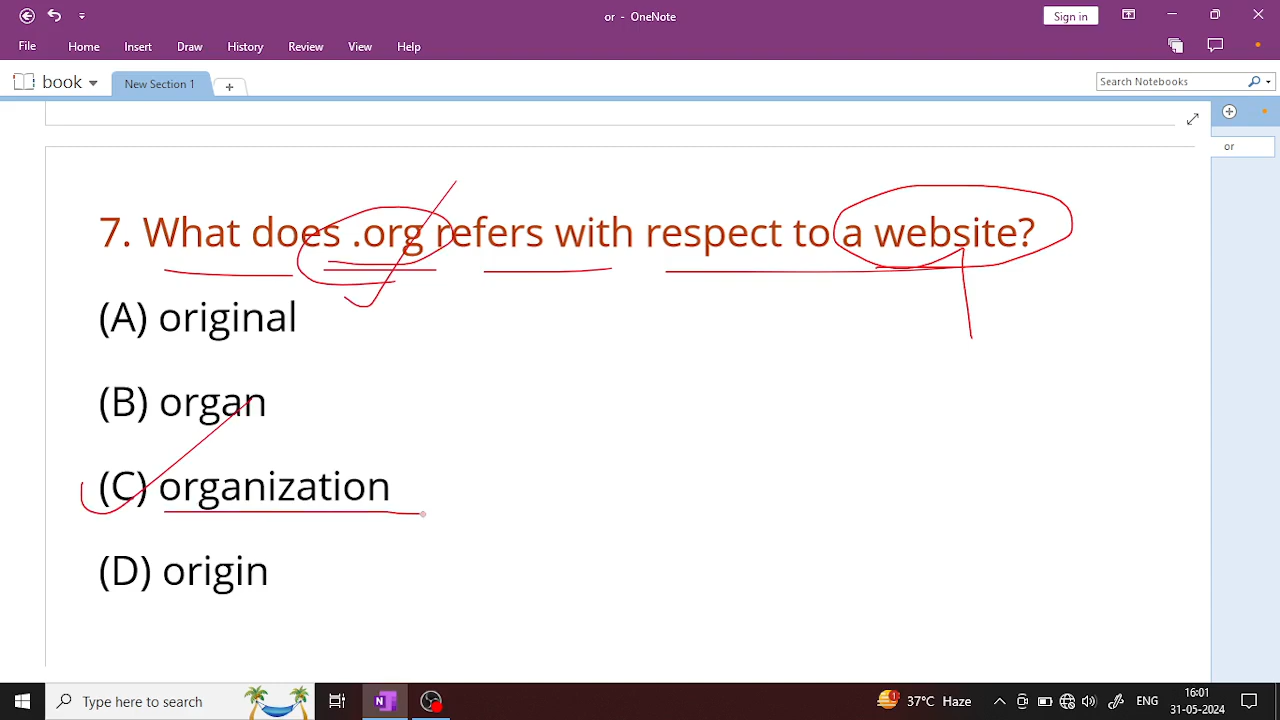 or - OneNote
Sign in
File Home Insert Draw History Review View Help
book New Section 1 +
Search Notebooks
or
7. What does .org refers with respect to a website?
(A) original
(B) organ
(C) organization
(D) origin
Type here to search
N
1 37°C Haze
ENG
16:01
31-05-2024